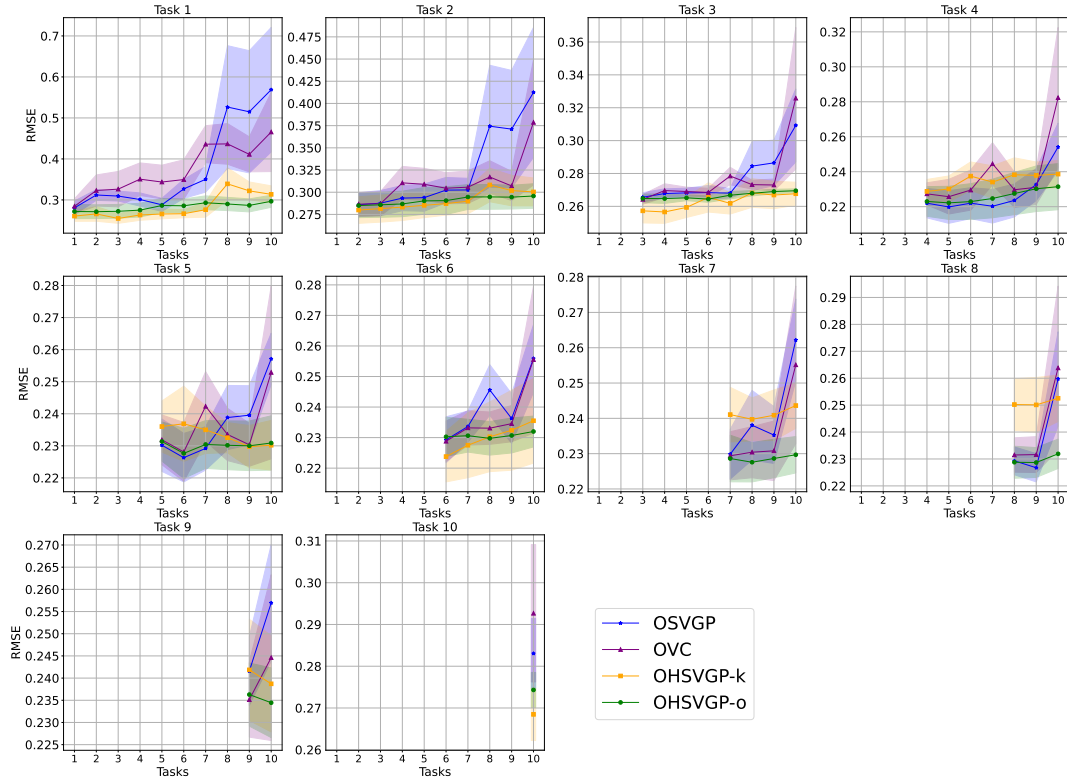 Task 1
Task 2
Task 3
Task 4
RMSE
0.7
0.6
0.5
0.4
0.3
0.475
0.450
0.425
0.400
0.375
0.350
0.325
0.300
0.275
0.36
0.34
0.32
0.30
0.28
0.26
0.32
0.30
0.28
0.26
0.24
0.22
1 2 3 4 5 6 7 8 9 10
1 2 3 4 5 6 7 8 9 10
1 2 3 4 5 6 7 8 9 10
1 2 3 4 5 6 7 8 9 10
Tasks
Tasks
Tasks
Tasks
Task 5
Task 6
Task 7
Task 8
RMSE
0.28
0.27
0.26
0.25
0.24
0.23
0.22
0.28
0.27
0.26
0.25
0.24
0.23
0.22
0.28
0.27
0.26
0.25
0.24
0.23
0.22
0.29
0.28
0.27
0.26
0.25
0.24
0.23
0.22
1 2 3 4 5 6 7 8 9 10
1 2 3 4 5 6 7 8 9 10
1 2 3 4 5 6 7 8 9 10
1 2 3 4 5 6 7 8 9 10
Tasks
Tasks
Tasks
Tasks
Task 9
Task 10
RMSE
0.270
0.265
0.260
0.255
0.250
0.245
0.240
0.235
0.230
0.225
0.31
0.30
0.29
0.28
0.27
0.26
1 2 3 4 5 6 7 8 9 10
1 2 3 4 5 6 7 8 9 10
Tasks
Tasks
OSVGP
OVC
OHSVGP-k
OHSVGP-o